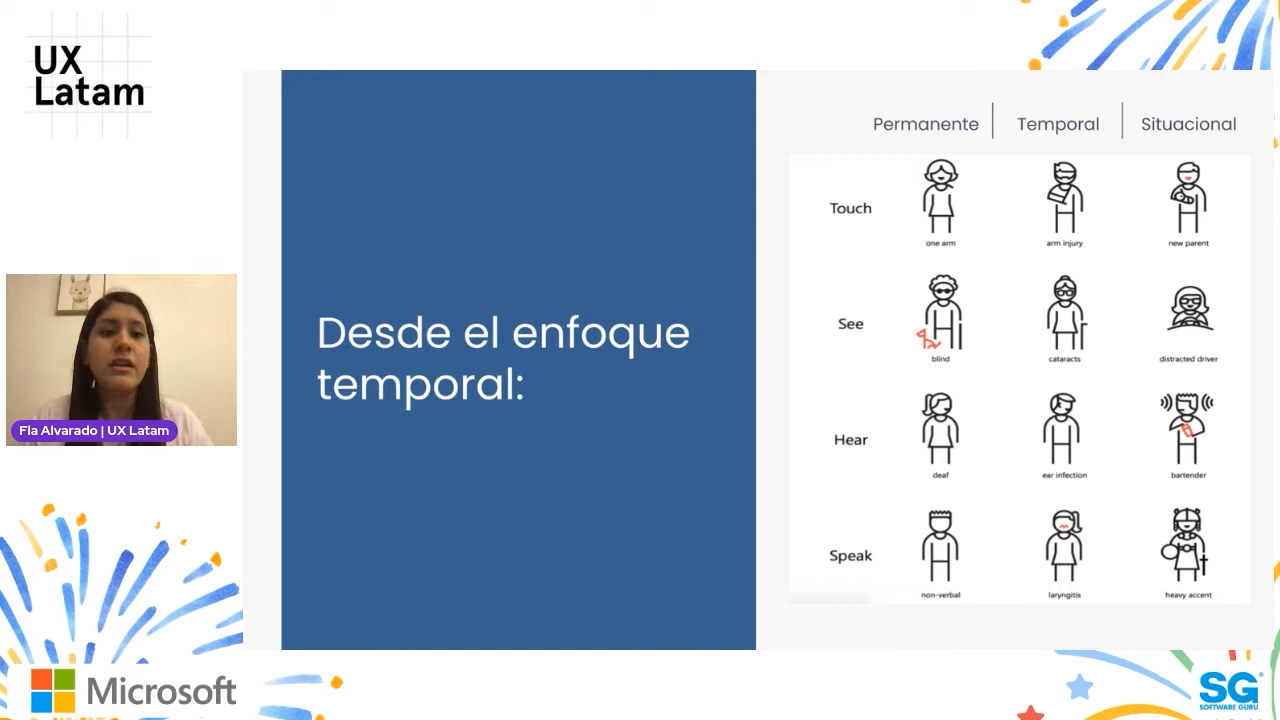 UX
Latam
Desde el enfoque
temporal:
Permanente Temporal Situacional
Touch
one arm arm injury new parent
See
blind cataracts distracted driver
Hear
deaf ear infection bartender
Speak
non-verbal laryngitis heavy accent
Fla Alvarado | UX Latam
Microsoft
SG
SOFTWARE GURU